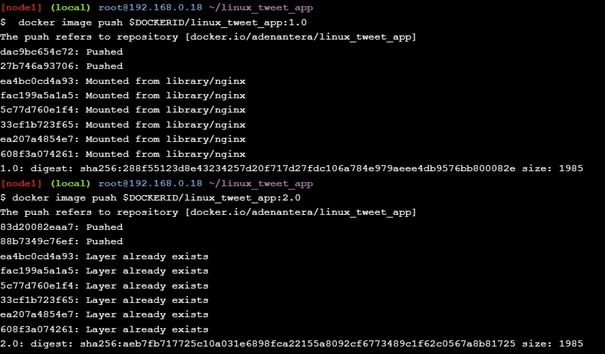 [node1] (local) root@192.168.0.18 ~/linux_tweet_app
$  docker image push $DOCKERID/linux_tweet_app:1.0
The push refers to repository [docker.io/adenantera/linux_tweet_app]
dac9bc654c72: Pushed
27b746a93706: Pushed
ea4bc0cd4a93: Mounted from library/nginx
fac199a5a1a5: Mounted from library/nginx
5c77d760e1f4: Mounted from library/nginx
33cf1b723f65: Mounted from library/nginx
ea207a4854e7: Mounted from library/nginx
608f3a074261: Mounted from library/nginx
1.0: digest: sha256:288f55123d8e43234257d20f717d27fdc106a784e979aeee4db9576bb800082e size: 1985
[node1] (local) root@192.168.0.18 ~/linux_tweet_app
$ docker image push $DOCKERID/linux_tweet_app:2.0
The push refers to repository [docker.io/adenantera/linux_tweet_app]
83d20082eaa7: Pushed
88b7349c76ef: Pushed
ea4bc0cd4a93: Layer already exists
fac199a5a1a5: Layer already exists
5c77d760e1f4: Layer already exists
33cf1b723f65: Layer already exists
ea207a4854e7: Layer already exists
608f3a074261: Layer already exists
2.0: digest: sha256:aeb7fb717725c10a031e6898fca22155a8092cf6773489c1f62c0567a8b81725 size: 1985